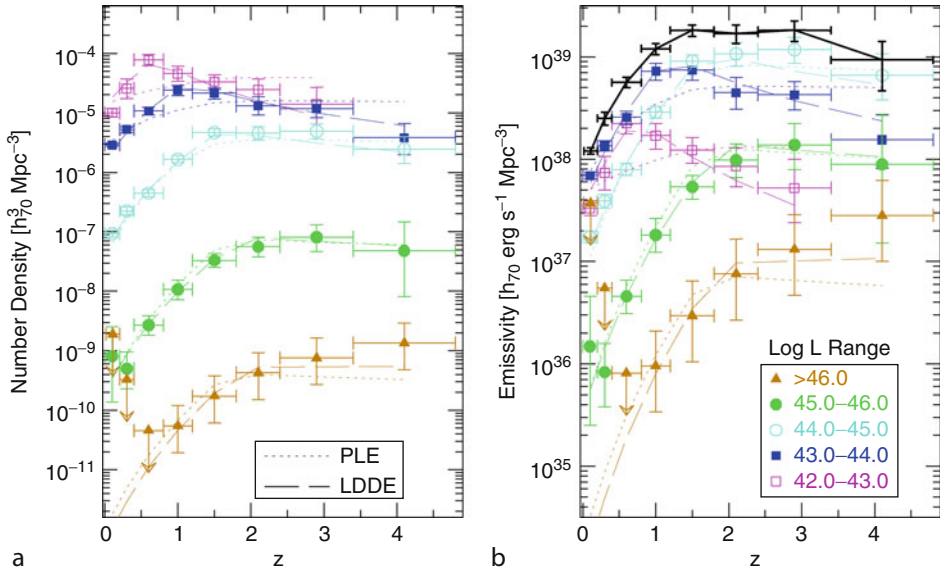 Number Density [h³₇₀ Mpc⁻³]
10⁻⁴
10⁻⁵
10⁻⁶
10⁻⁷
10⁻⁸
10⁻⁹
10⁻¹⁰
10⁻¹¹
PLE
LDDE
0 1 2 3 4
z
a
Emissivity [h₇₀ erg s⁻¹ Mpc⁻³]
10³⁹
10³⁸
10³⁷
10³⁶
10³⁵
Log L Range
>46.0
45.0–46.0
44.0–45.0
43.0–44.0
42.0–43.0
0 1 2 3 4
z
b